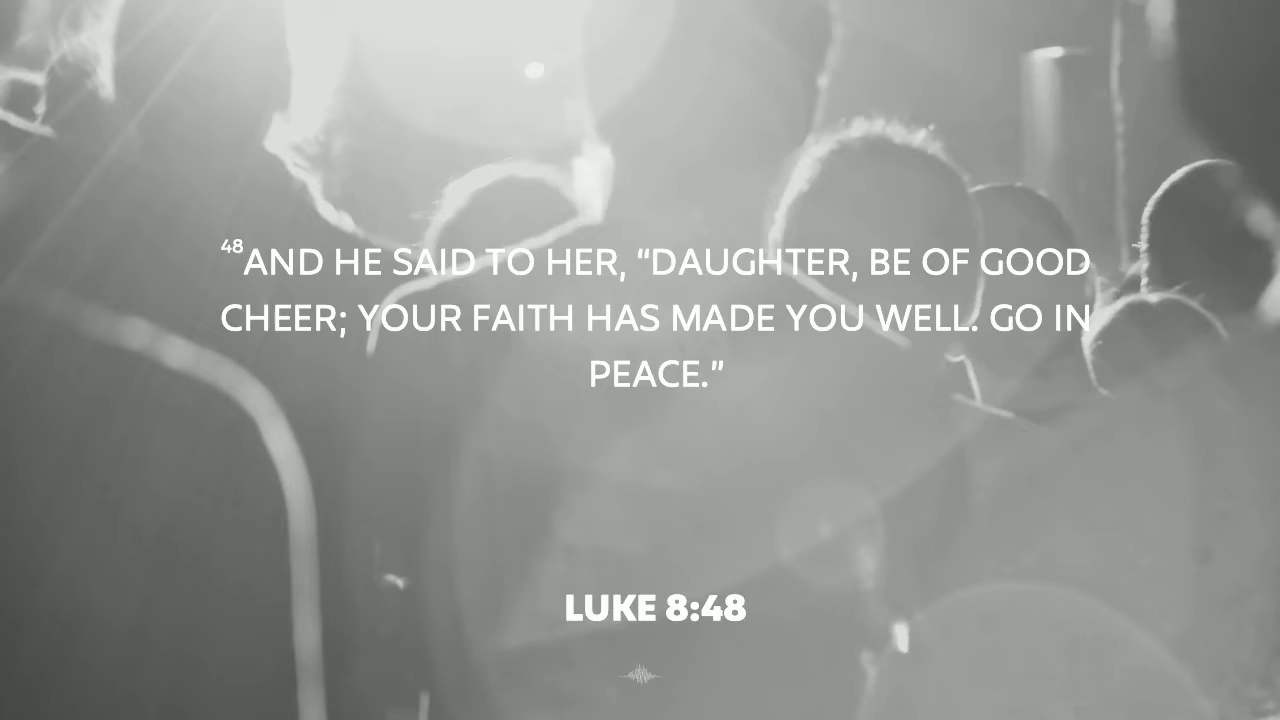 ⁴⁸AND HE SAID TO HER, “DAUGHTER, BE OF GOOD
CHEER; YOUR FAITH HAS MADE YOU WELL. GO IN
PEACE.”
LUKE 8:48